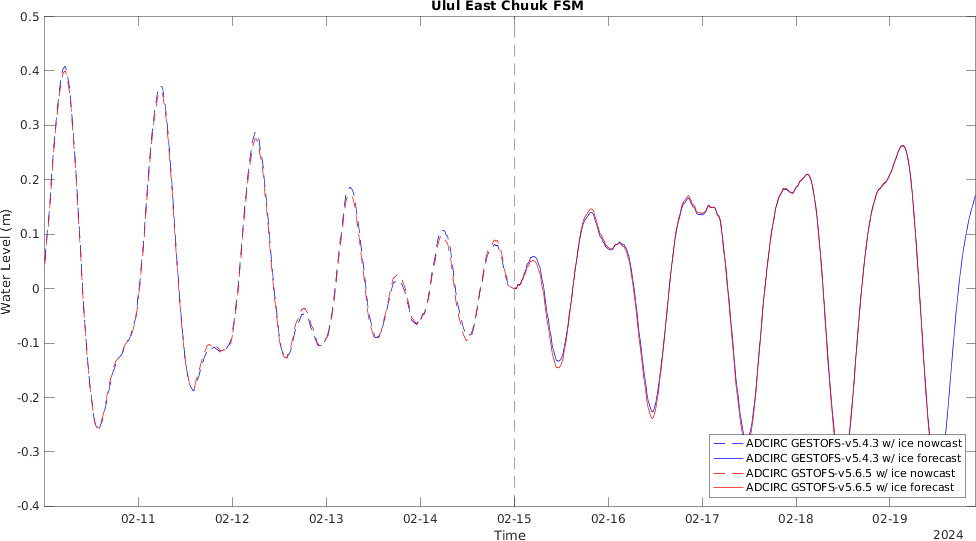 Ulul East Chuuk FSM
0.5
0.4
0.3
0.2
0.1
0
-0.1
-0.2
-0.3
-0.4
Water Level (m)
ADCIRC GESTOFS-v5.4.3 w/ ice nowcast
ADCIRC GESTOFS-v5.4.3 w/ ice forecast
ADCIRC GSTOFS-v5.6.5 w/ ice nowcast
ADCIRC GSTOFS-v5.6.5 w/ ice forecast
02-11 02-12 02-13 02-14 02-15 02-16 02-17 02-18 02-19
Time
2024